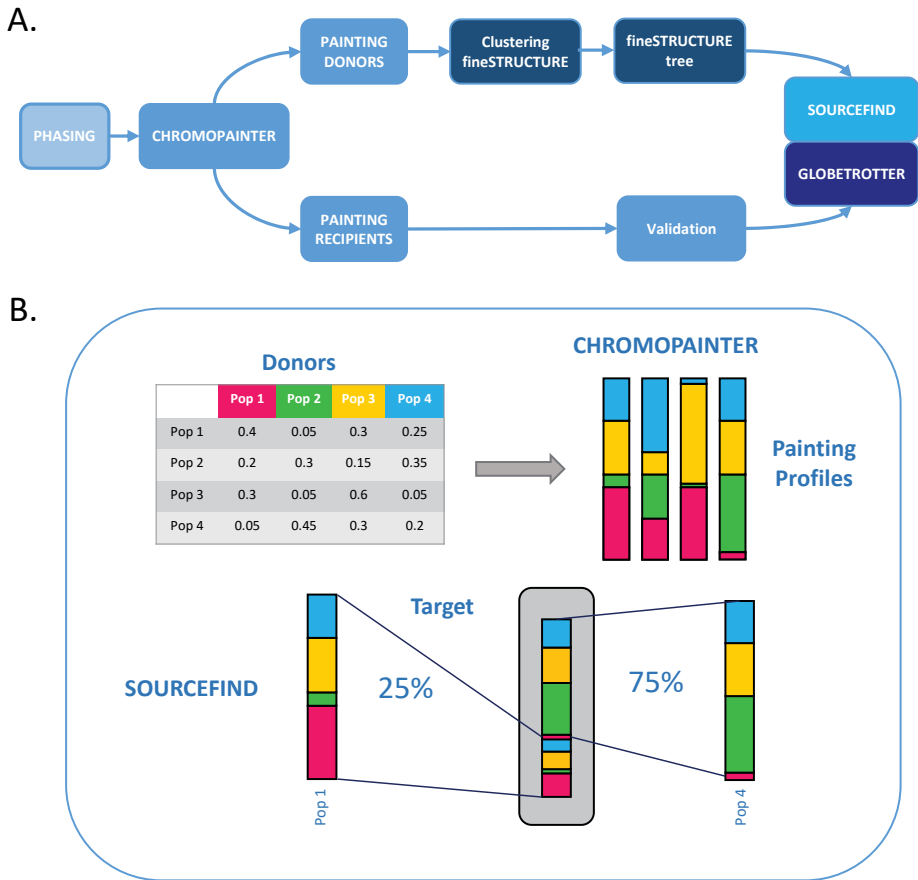 A.
PAINTING
DONORS
Clustering
fineSTRUCTURE
fineSTRUCTURE
tree
PHASING
CHROMOPAINTER
SOURCEFIND
GLOBETROTTER
PAINTING
RECIPIENTS
Validation
B.
Donors
Pop 1 Pop 2 Pop 3 Pop 4
Pop 1 0.4 0.05 0.3 0.25
Pop 2 0.2 0.3 0.15 0.35
Pop 3 0.3 0.05 0.6 0.05
Pop 4 0.05 0.45 0.3 0.2
CHROMOPAINTER
Painting
Profiles
Target
SOURCEFIND
25%
75%
Pop 1
Pop 4